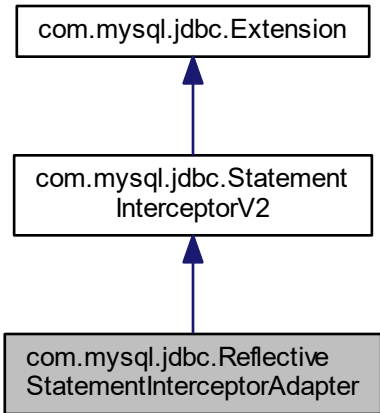 com.mysql.jdbc.Extension
com.mysql.jdbc.Statement
InterceptorV2
com.mysql.jdbc.Reflective
StatementInterceptorAdapter